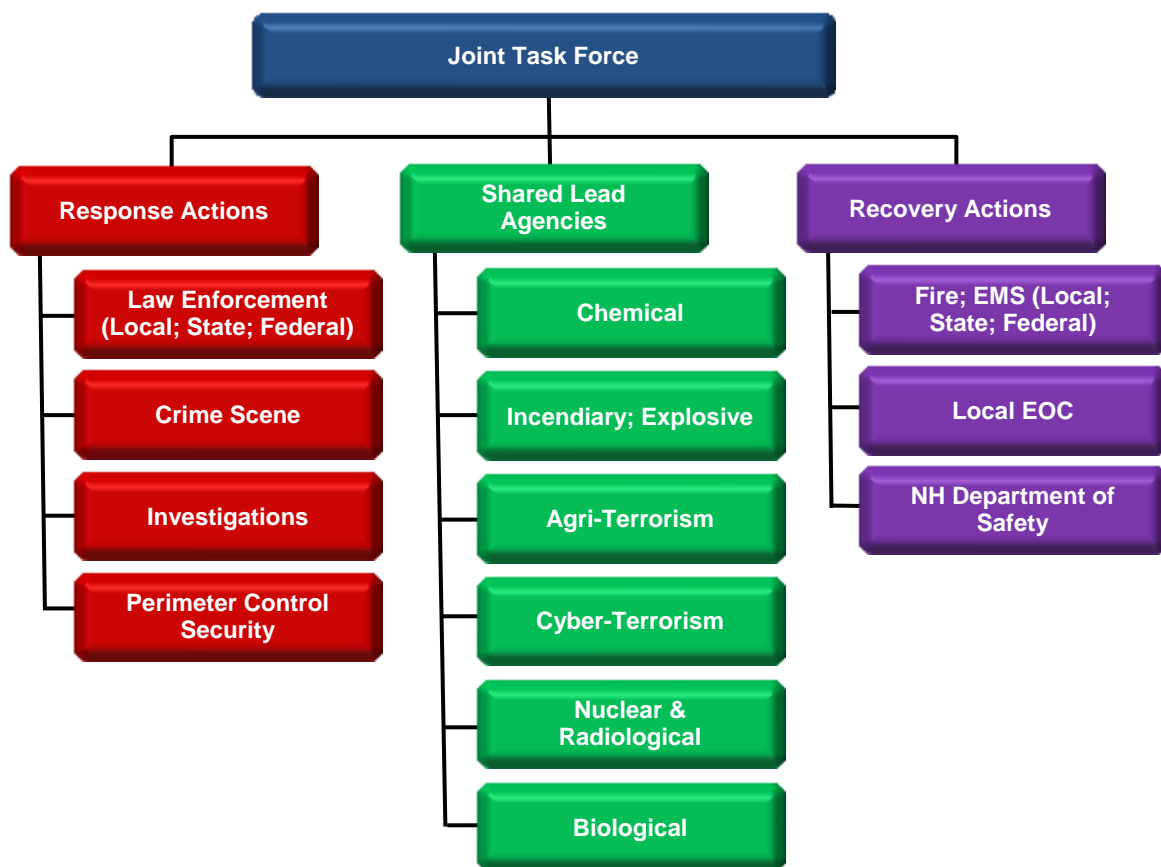 Joint Task Force
Response Actions
Law Enforcement
(Local; State; Federal)
Crime Scene
Investigations
Perimeter Control
Security
Shared Lead
Agencies
Chemical
Incendiary; Explosive
Agri-Terrorism
Cyber-Terrorism
Nuclear &
Radiological
Biological
Recovery Actions
Fire; EMS (Local;
State; Federal)
Local EOC
NH Department of
Safety